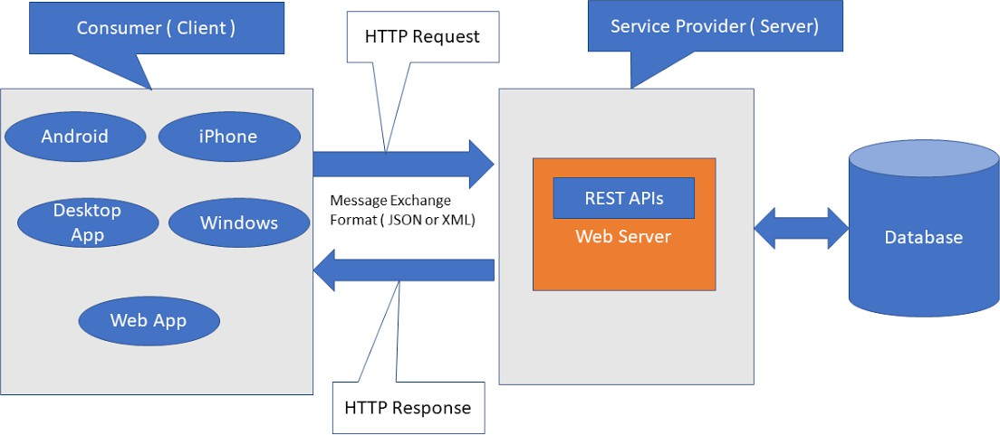 Consumer ( Client )
HTTP Request
Service Provider ( Server)
Android
iPhone
Desktop
App
Windows
Web App
Message Exchange
Format ( JSON or XML)
HTTP Response
REST APIs
Web Server
Database